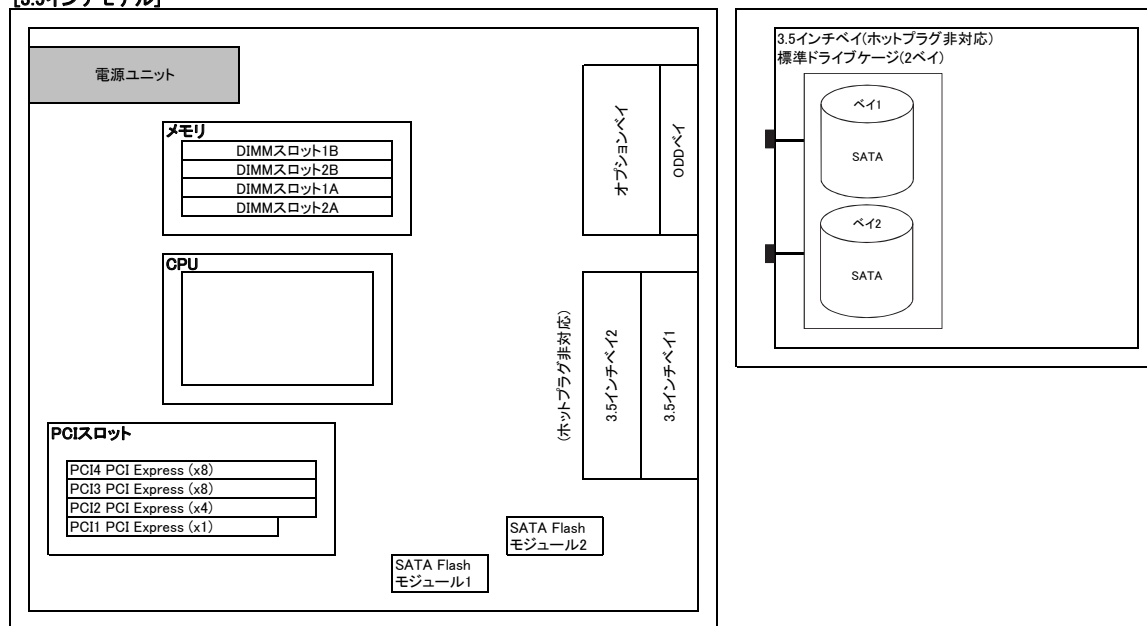 [3.5インチモデル]
電源ユニット
メモリ
DIMMスロット1B
DIMMスロット2B
DIMMスロット1A
DIMMスロット2A
CPU
PCIスロット
PCI4 PCI Express (x8)
PCI3 PCI Express (x8)
PCI2 PCI Express (x4)
PCI1 PCI Express (x1)
オプションベイ
ODDベイ
(ホットプラグ非対応)
3.5インチベイ2
3.5インチベイ1
SATA Flash
モジュール2
SATA Flash
モジュール1
3.5インチベイ(ホットプラグ非対応)
標準ドライブケージ(2ベイ)
ベイ1
SATA
ベイ2
SATA